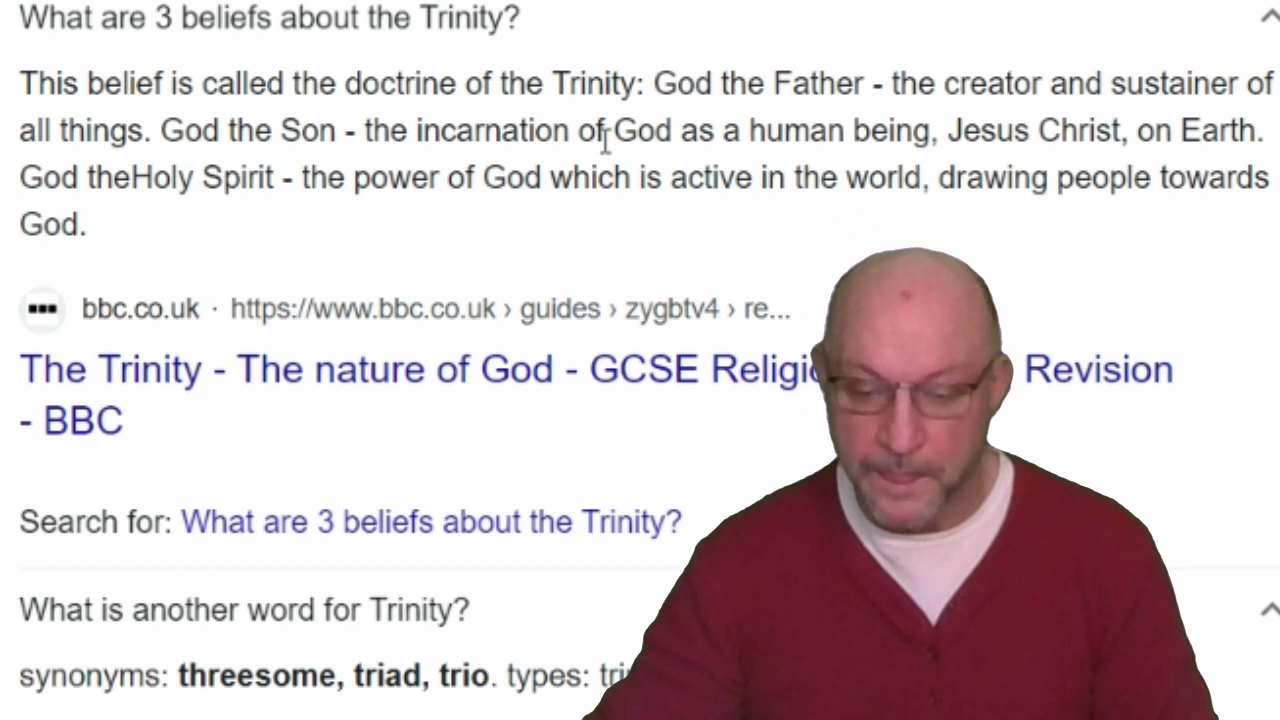 What are 3 beliefs about the Trinity?
This belief is called the doctrine of the Trinity: God the Father - the creator and sustainer of
all things. God the Son - the incarnation of God as a human being, Jesus Christ, on Earth.
God theHoly Spirit - the power of God which is active in the world, drawing people towards
God.
bbc.co.uk · https://www.bbc.co.uk › guides › zygbtv4 › re...
The Trinity - The nature of God - GCSE Revision
- BBC
Search for: What are 3 beliefs about the Trinity?
What is another word for Trinity?
synonyms: threesome, triad, trio. types: